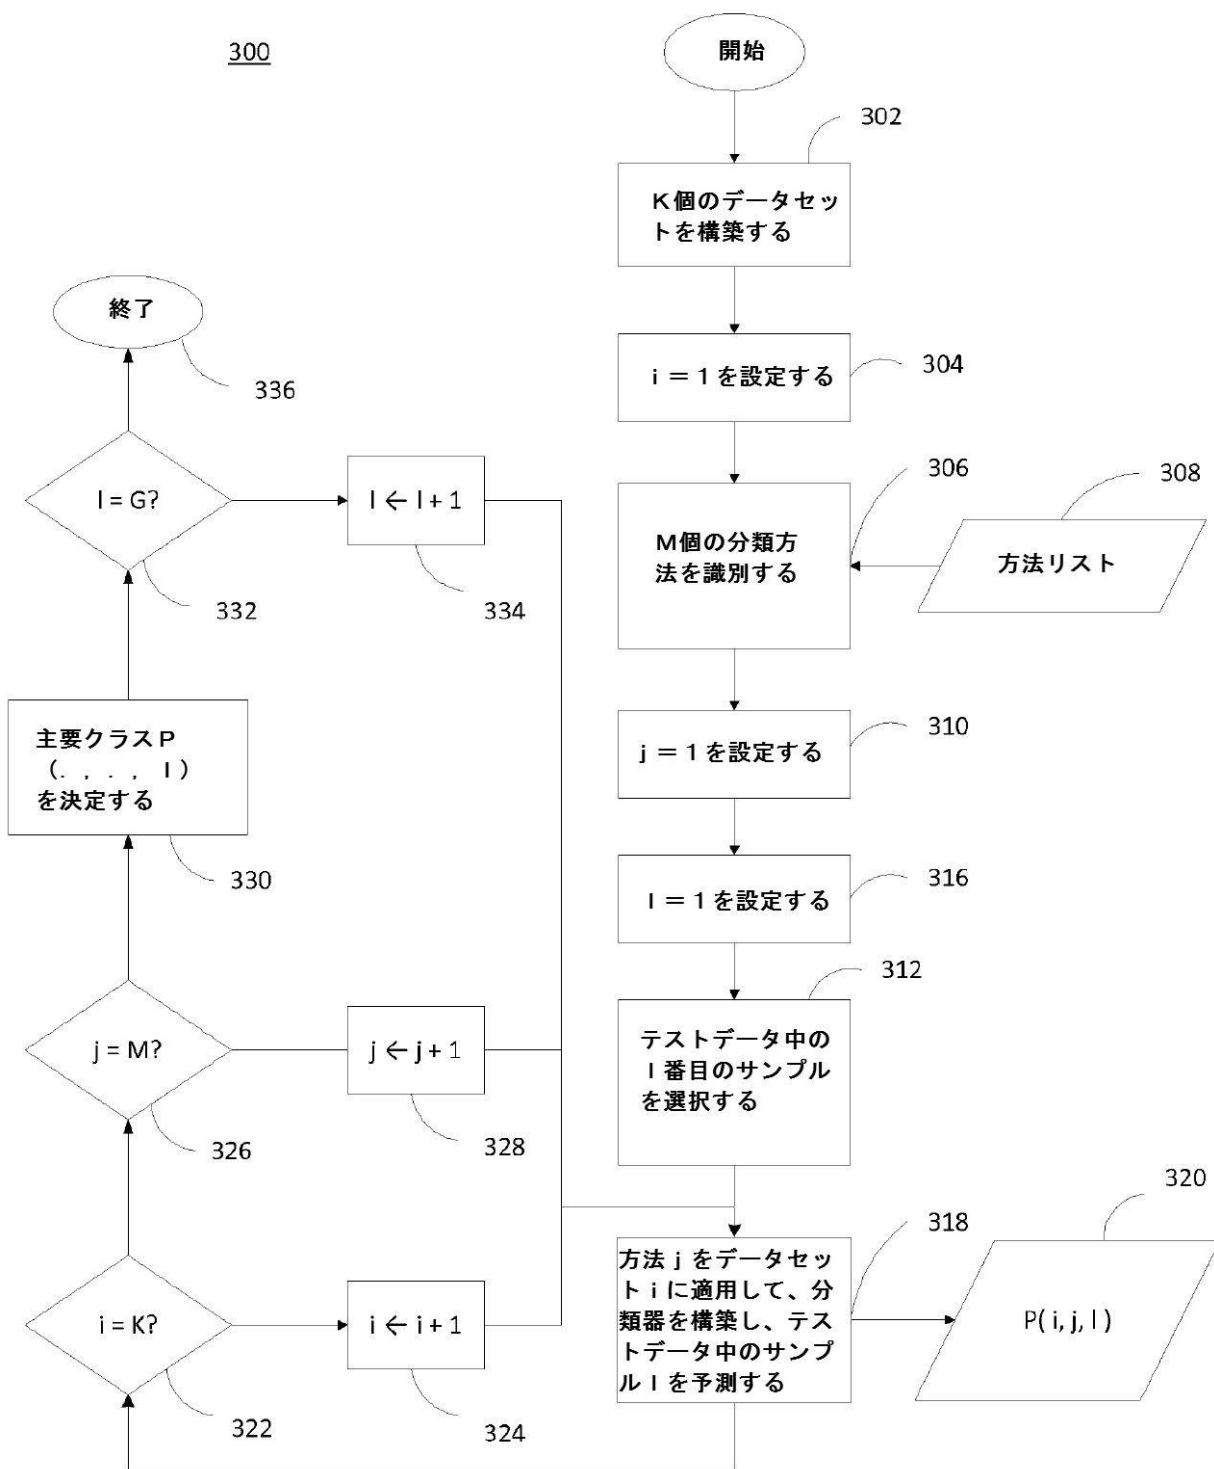 300
開始
302
K個のデータセッ
トを構築する
i=1を設定する
304
306
308
M個の分類方
法を識別する
方法リスト
j=1を設定する
310
l=1を設定する
316
312
テストデータ中の
l番目のサンプル
を選択する
318
320
方法jをデータセッ
トiに適用して、分
類器を構築し、テス
トデータ中のサンプ
ルlを予測する
P( i, j, l )
i = K?
322
i ← i + 1
324
j = M?
326
j ← j + 1
328
主要クラスP
(. , . , l)
を決定する
330
l = G?
332
l ← l + 1
334
終了
336